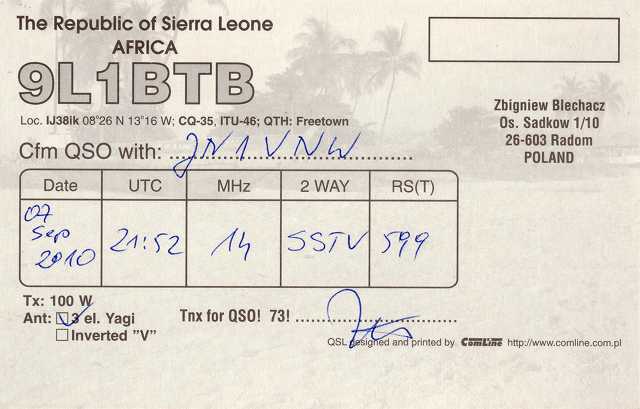 The Republic of Sierra Leone
AFRICA
9L1BTB
Loc. IJ38ik 08°26 N 13°16 W; CQ-35, ITU-46; QTH: Freetown
Zbigniew Blechacz
Os. Sadkow 1/10
26-603 Radom
POLAND
Cfm QSO with: JN1VNW
Date UTC MHz 2 WAY RS(T)
07 Sep 2010 21:52 14 SSTV 599
Tx: 100 W
Ant: 3 el. Yagi
Inverted "V"
Tnx for QSO! 73!
QSL designed and printed by ComLine http://www.comline.com.pl